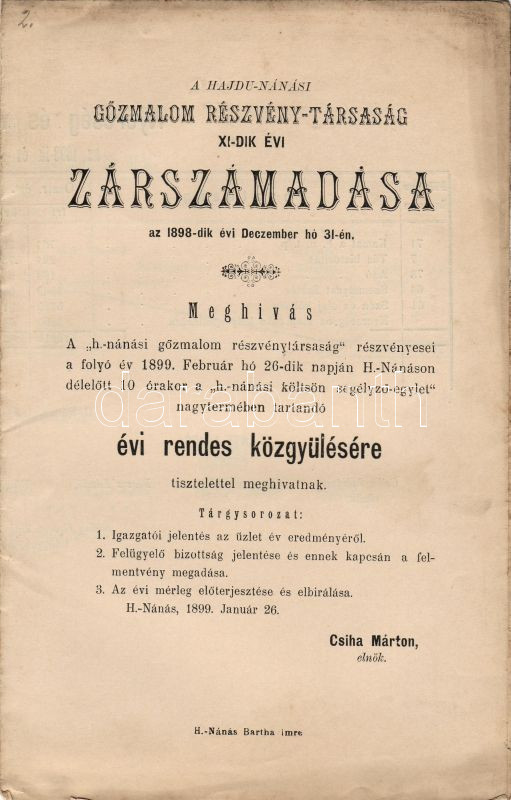 2.
A HAJDU-NÁNÁSI
GŐZMALOM RÉSZVÉNY-TÁRSASÁG
XI-DIK ÉVI
ZÁRSZÁMADÁSA
az 1898-dik évi Deczember hó 31-én.
Meghivás
A „h.-nánási gőzmalom részvénytársaság" részvényesei
a folyó év 1899. Február hó 26-dik napján H.-Nánáson
délelőtt 10 órakor a „h.-nánási költsön segélyző-egylet"
nagytermében tartandó
darabanth
évi rendes közgyülésére
tisztelettel meghivatnak.
Tárgysorozat:
1. Igazgatói jelentés az üzlet év eredményéről.
2. Felügyelő bizottság jelentése és ennek kapcsán a fel-
mentvény megadása.
3. Az évi mérleg előterjesztése és elbirálása.
H.-Nánás, 1899. Január 26.
Csiha Márton,
elnök.
H.-Nánás Bartha imre